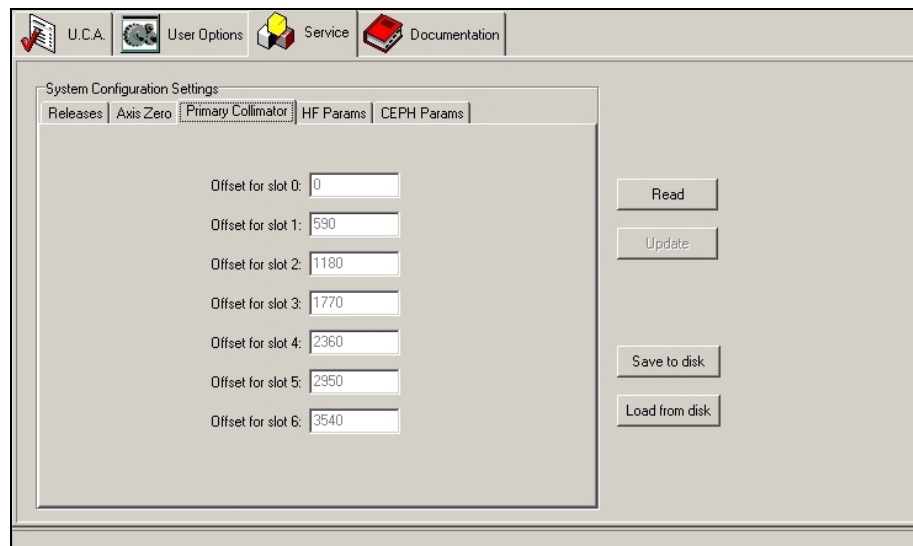 U.C.A. User Options Service Documentation
System Configuration Settings
Releases Axis Zero Primary Collimator HF Params CEPH Params
Offset for slot 0: 0
Offset for slot 1: 590
Offset for slot 2: 1180
Offset for slot 3: 1770
Offset for slot 4: 2360
Offset for slot 5: 2950
Offset for slot 6: 3540
Read
Update
Save to disk
Load from disk